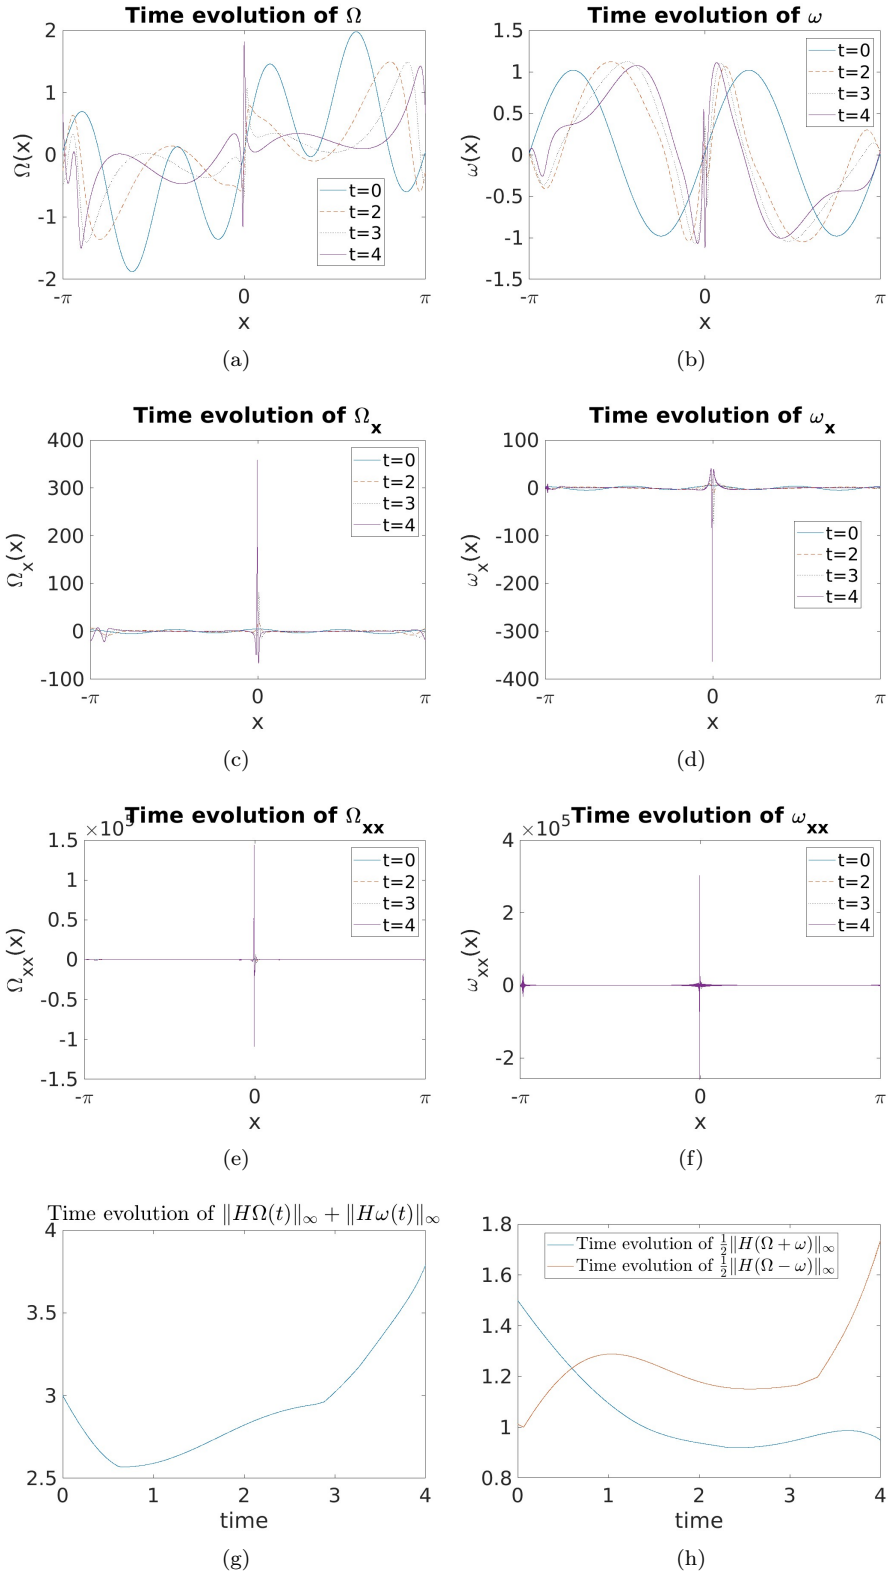 Time evolution of Ω
2
1
0
-1
-2
Ω(x)
t=0
t=2
t=3
t=4
-π 0 π
x
(a)
Time evolution of ω
1.5
1
0.5
0
-0.5
-1
-1.5
ω(x)
t=0
t=2
t=3
t=4
-π 0 π
x
(b)
Time evolution of Ωₓ
400
300
200
100
0
-100
Ωₓ(x)
t=0
t=2
t=3
t=4
-π 0 π
x
(c)
Time evolution of ωₓ
100
0
-100
-200
-300
-400
ωₓ(x)
t=0
t=2
t=3
t=4
-π 0 π
x
(d)
Time evolution of Ωₓₓ
×10⁵
1.5
1
0.5
0
-0.5
-1
-1.5
Ωₓₓ(x)
t=0
t=2
t=3
t=4
-π 0 π
x
(e)
Time evolution of ωₓₓ
×10⁵
4
2
0
-2
ωₓₓ(x)
t=0
t=2
t=3
t=4
-π 0 π
x
(f)
Time evolution of ‖HΩ(t)‖∞ + ‖Hω(t)‖∞
4
3.5
3
2.5
0 1 2 3 4
time
(g)
1.8
1.6
1.4
1.2
1
0.8
Time evolution of ½‖H(Ω + ω)‖∞
Time evolution of ½‖H(Ω − ω)‖∞
0 1 2 3 4
time
(h)